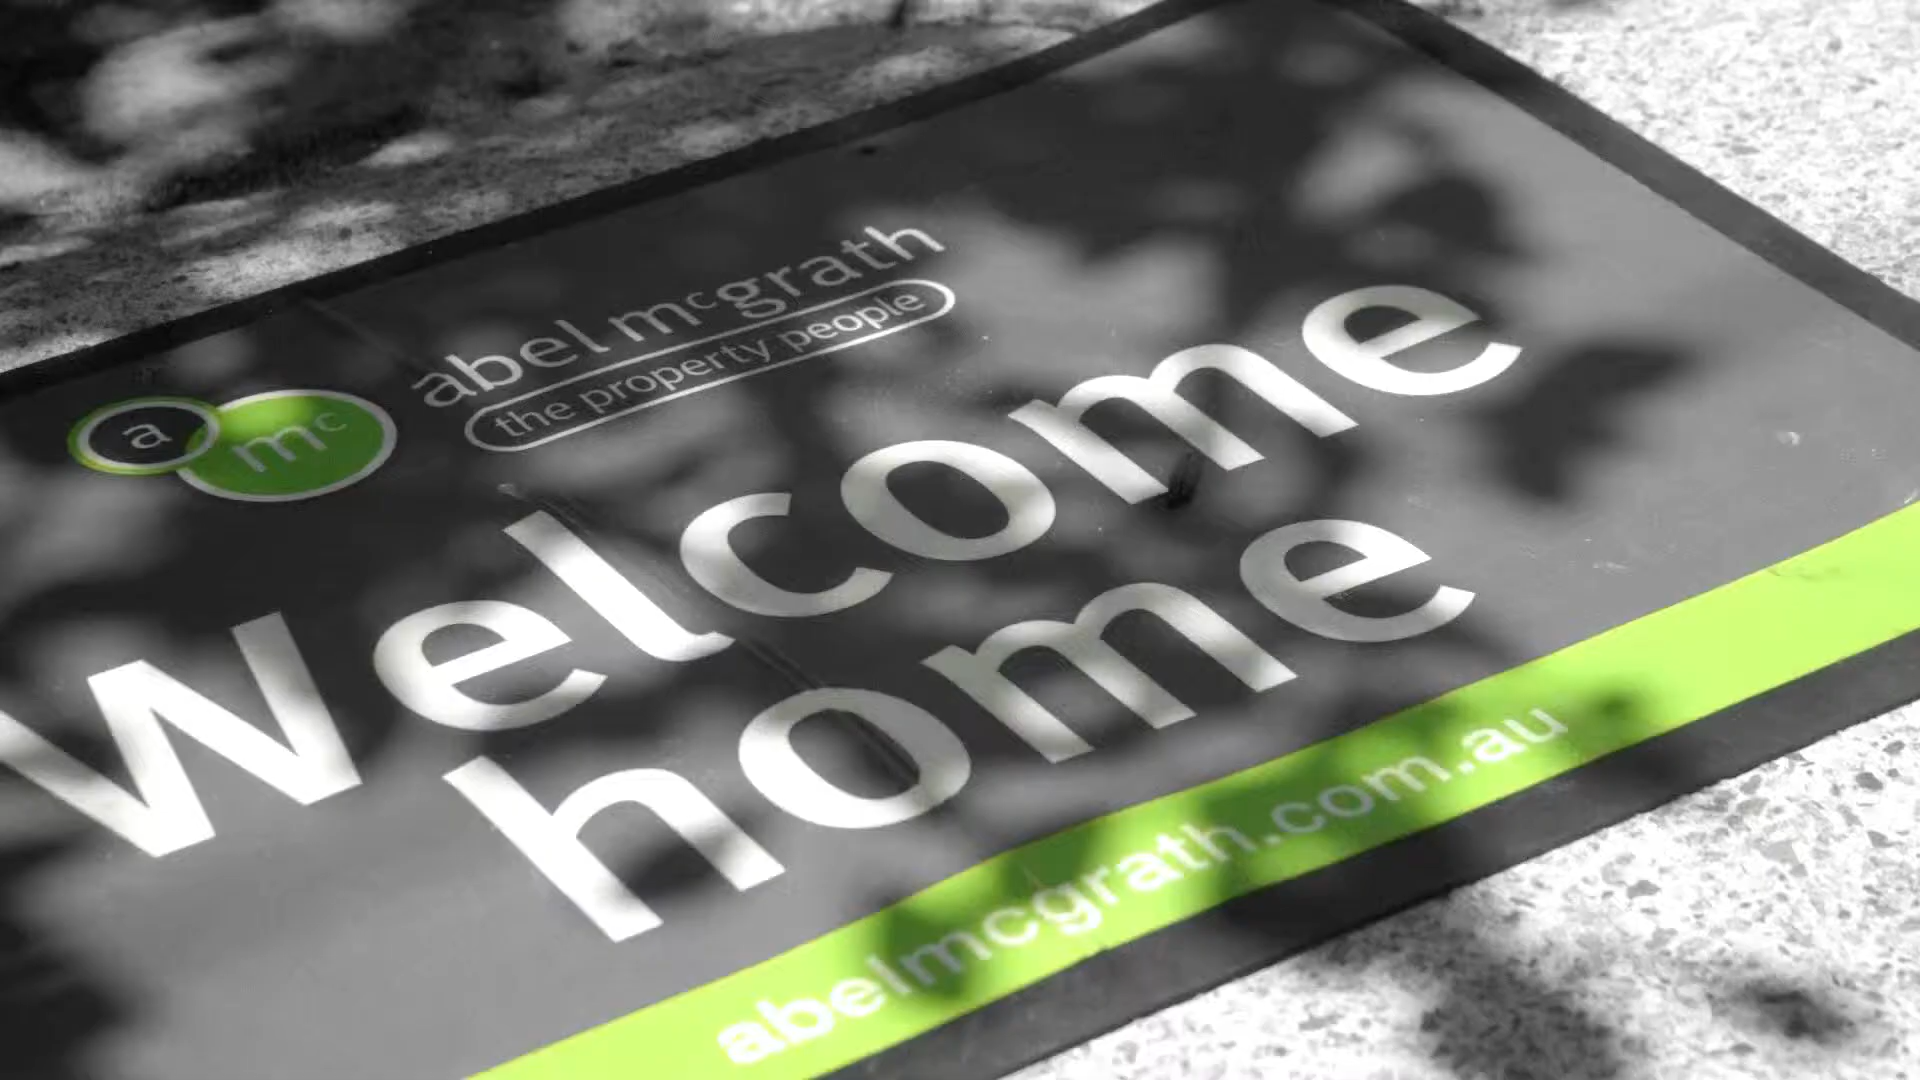 a mc
abel mcgrath
the property people
Welcome
home
abelmcgrath.com.au